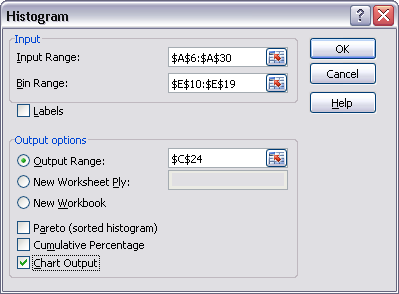 Histogram
Input
Input Range: $A$6:$A$30
Bin Range: $E$10:$E$19
Labels
OK
Cancel
Help
Output options
Output Range: $C$24
New Worksheet Ply:
New Workbook
Pareto (sorted histogram)
Cumulative Percentage
Chart Output